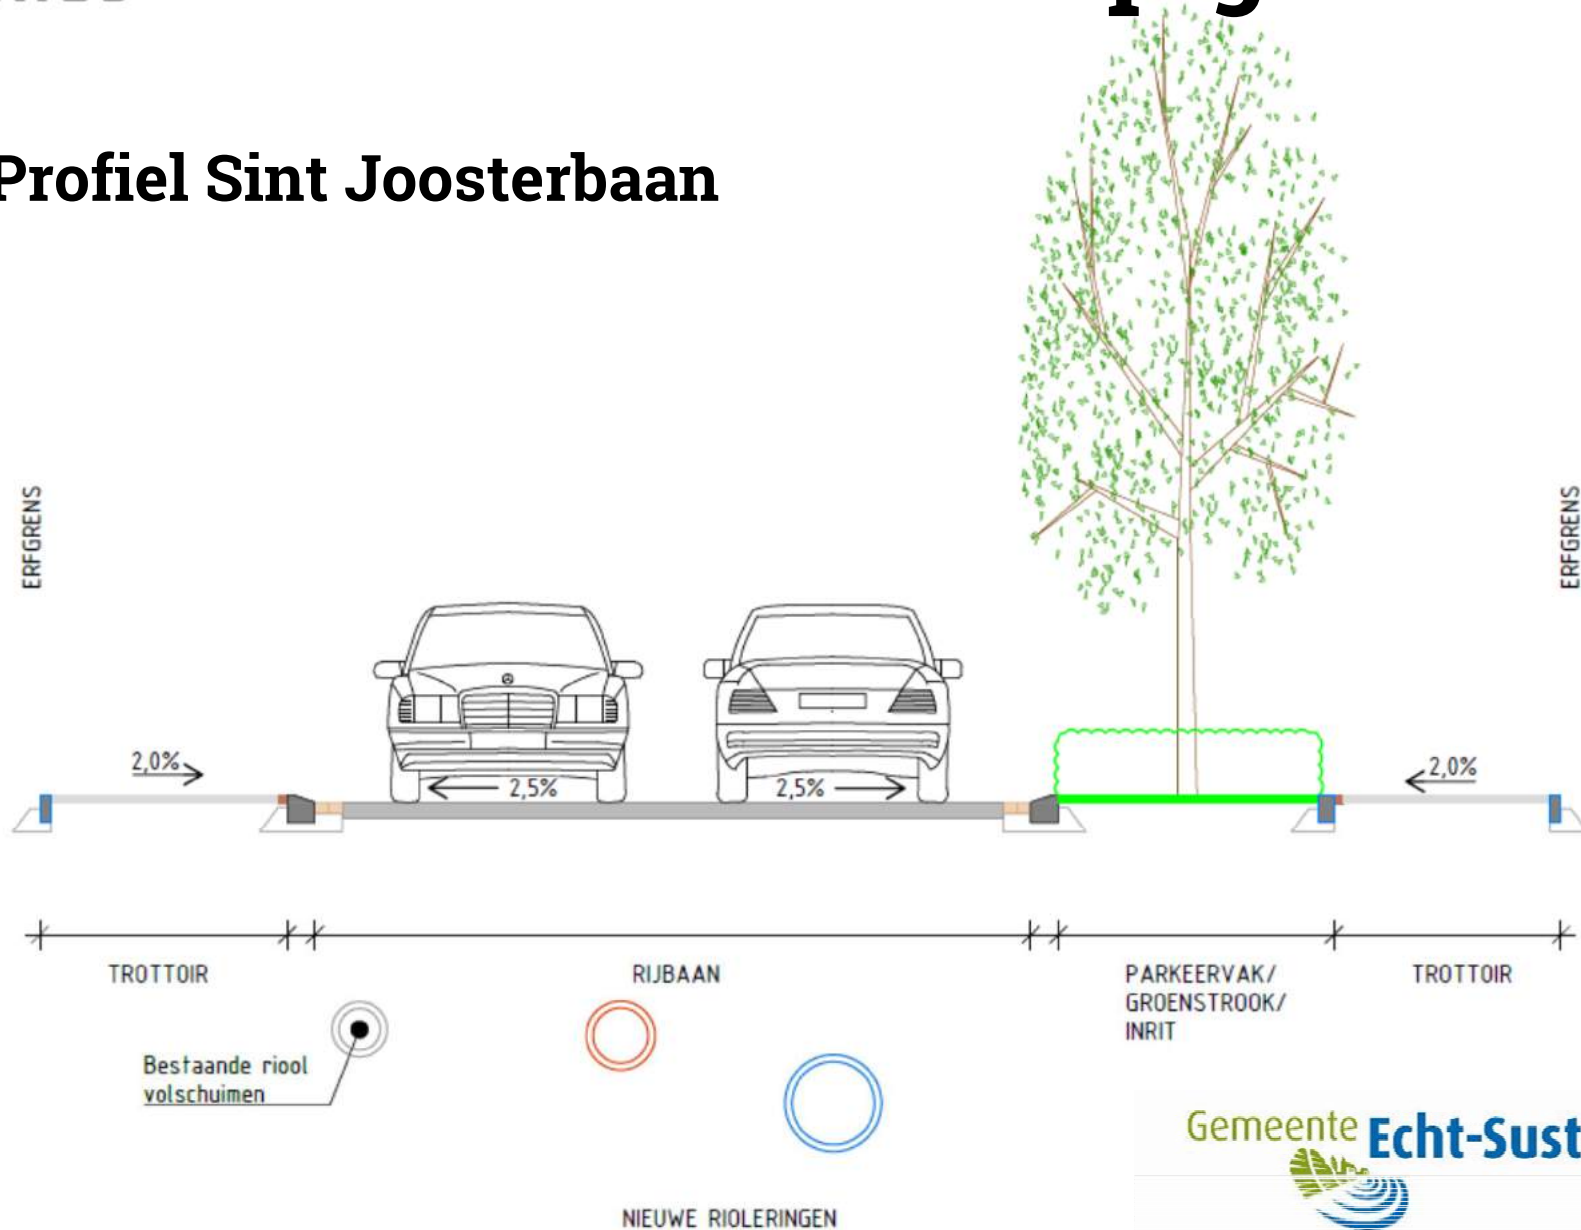 Profiel Sint Joosterbaan
ERFGRENS
ERFGRENS
2,0%
2,5%
2,5%
2,0%
TROTTOIR
RIJBAAN
PARKEERVAK/
GROENSTROOK/
INRIT
TROTTOIR
Bestaande riool
volschuimen
NIEUWE RIOLERINGEN
Gemeente Echt-Sust